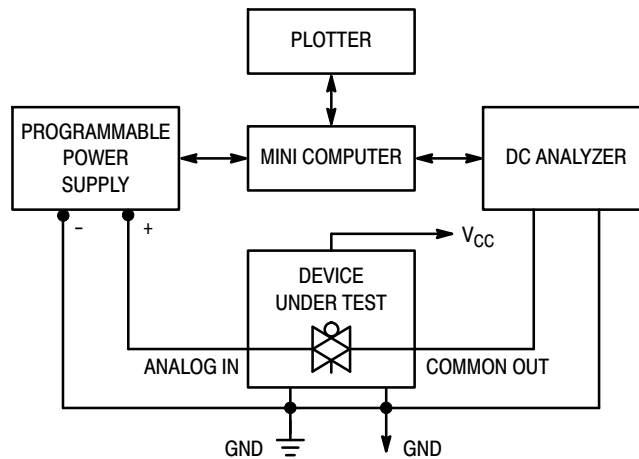 PLOTTER
PROGRAMMABLE
POWER
SUPPLY
MINI COMPUTER
DC ANALYZER
– +
VCC
DEVICE
UNDER TEST
ANALOG IN
COMMON OUT
GND
GND